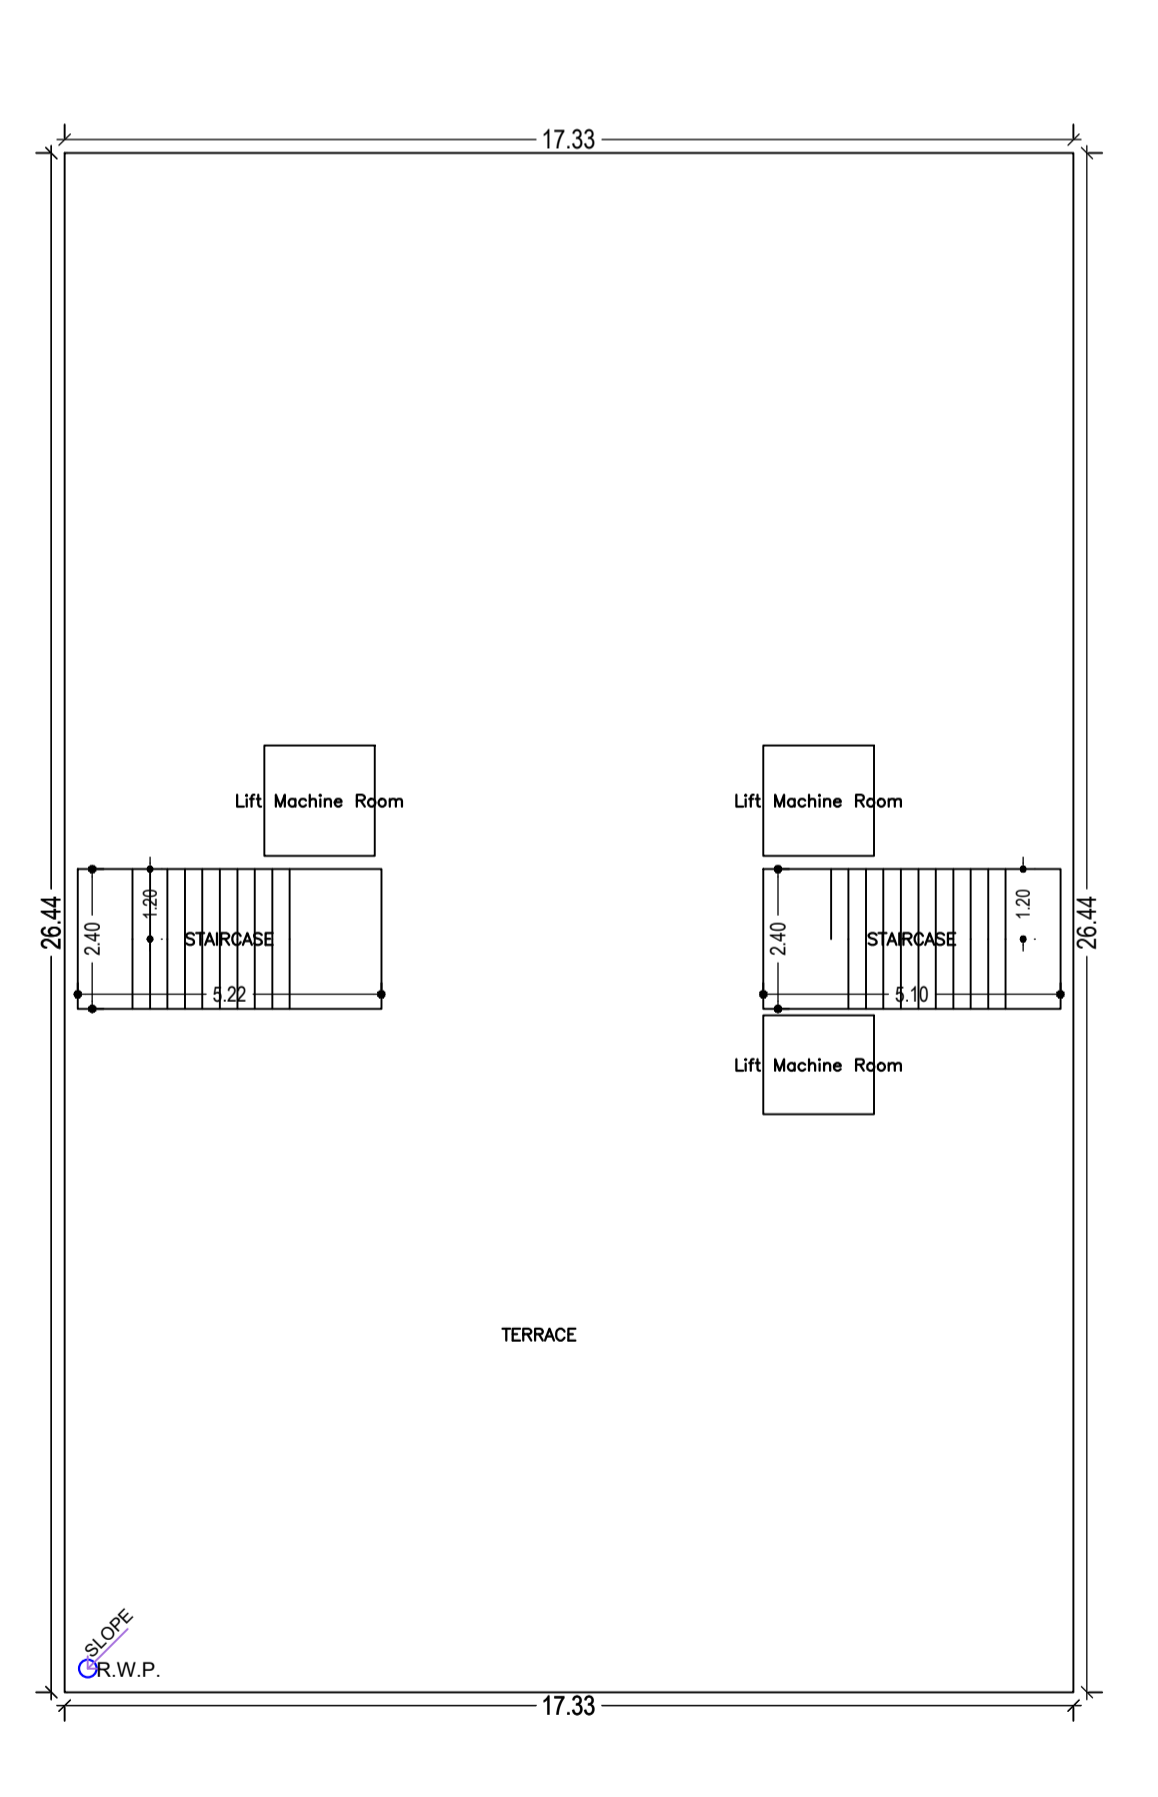 17.33
Lift Machine Room
Lift Machine Room
26.44
2.40
1.20
STAIRCASE
5.22
2.40
STAIRCASE
1.20
5.10
26.44
Lift Machine Room
TERRACE
SLOPE
R.W.P.
17.33